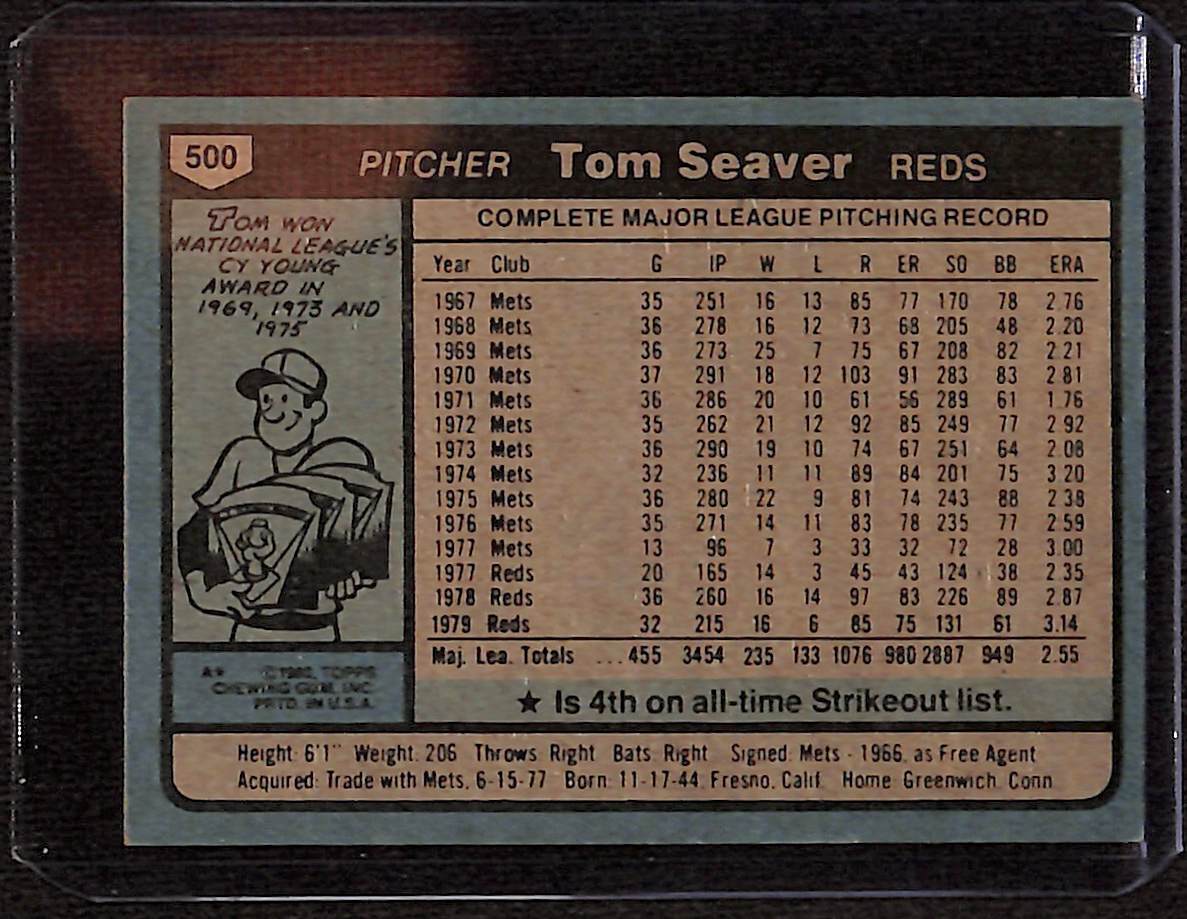 500 PITCHER Tom Seaver REDS
TOM WON
NATIONAL LEAGUE'S
CY YOUNG
AWARD IN
1969, 1973 AND
1975
COMPLETE MAJOR LEAGUE PITCHING RECORD
Year Club G IP W L R ER SO BB ERA
1967 Mets 35 251 16 13 85 77 170 78 2.76
1968 Mets 36 278 16 12 73 68 205 48 2.20
1969 Mets 36 273 25 7 75 67 208 82 2.21
1970 Mets 37 291 18 12 103 91 283 83 2.81
1971 Mets 36 286 20 10 61 56 289 61 1.76
1972 Mets 35 262 21 12 92 85 249 77 2.92
1973 Mets 36 290 19 10 74 67 251 64 2.08
1974 Mets 32 236 11 11 89 84 201 75 3.20
1975 Mets 36 280 22 9 81 74 243 88 2.38
1976 Mets 35 271 14 11 83 78 235 77 2.59
1977 Mets 13 96 7 3 33 32 72 28 3.00
1977 Reds 20 165 14 3 45 43 124 38 2.35
1978 Reds 36 260 16 14 97 83 226 89 2.87
1979 Reds 32 215 16 6 85 75 131 61 3.14
Maj. Lea. Totals ...455 3454 235 133 1076 980 2887 949 2.55
★ Is 4th on all-time Strikeout list.
A* ©1980, TOPPS
CHEWING GUM, INC.
PRTD. IN U.S.A.
Height: 6'1" Weight: 206 Throws: Right Bats: Right Signed: Mets - 1966, as Free Agent
Acquired: Trade with Mets, 6-15-77 Born: 11-17-44, Fresno, Calif. Home: Greenwich, Conn.